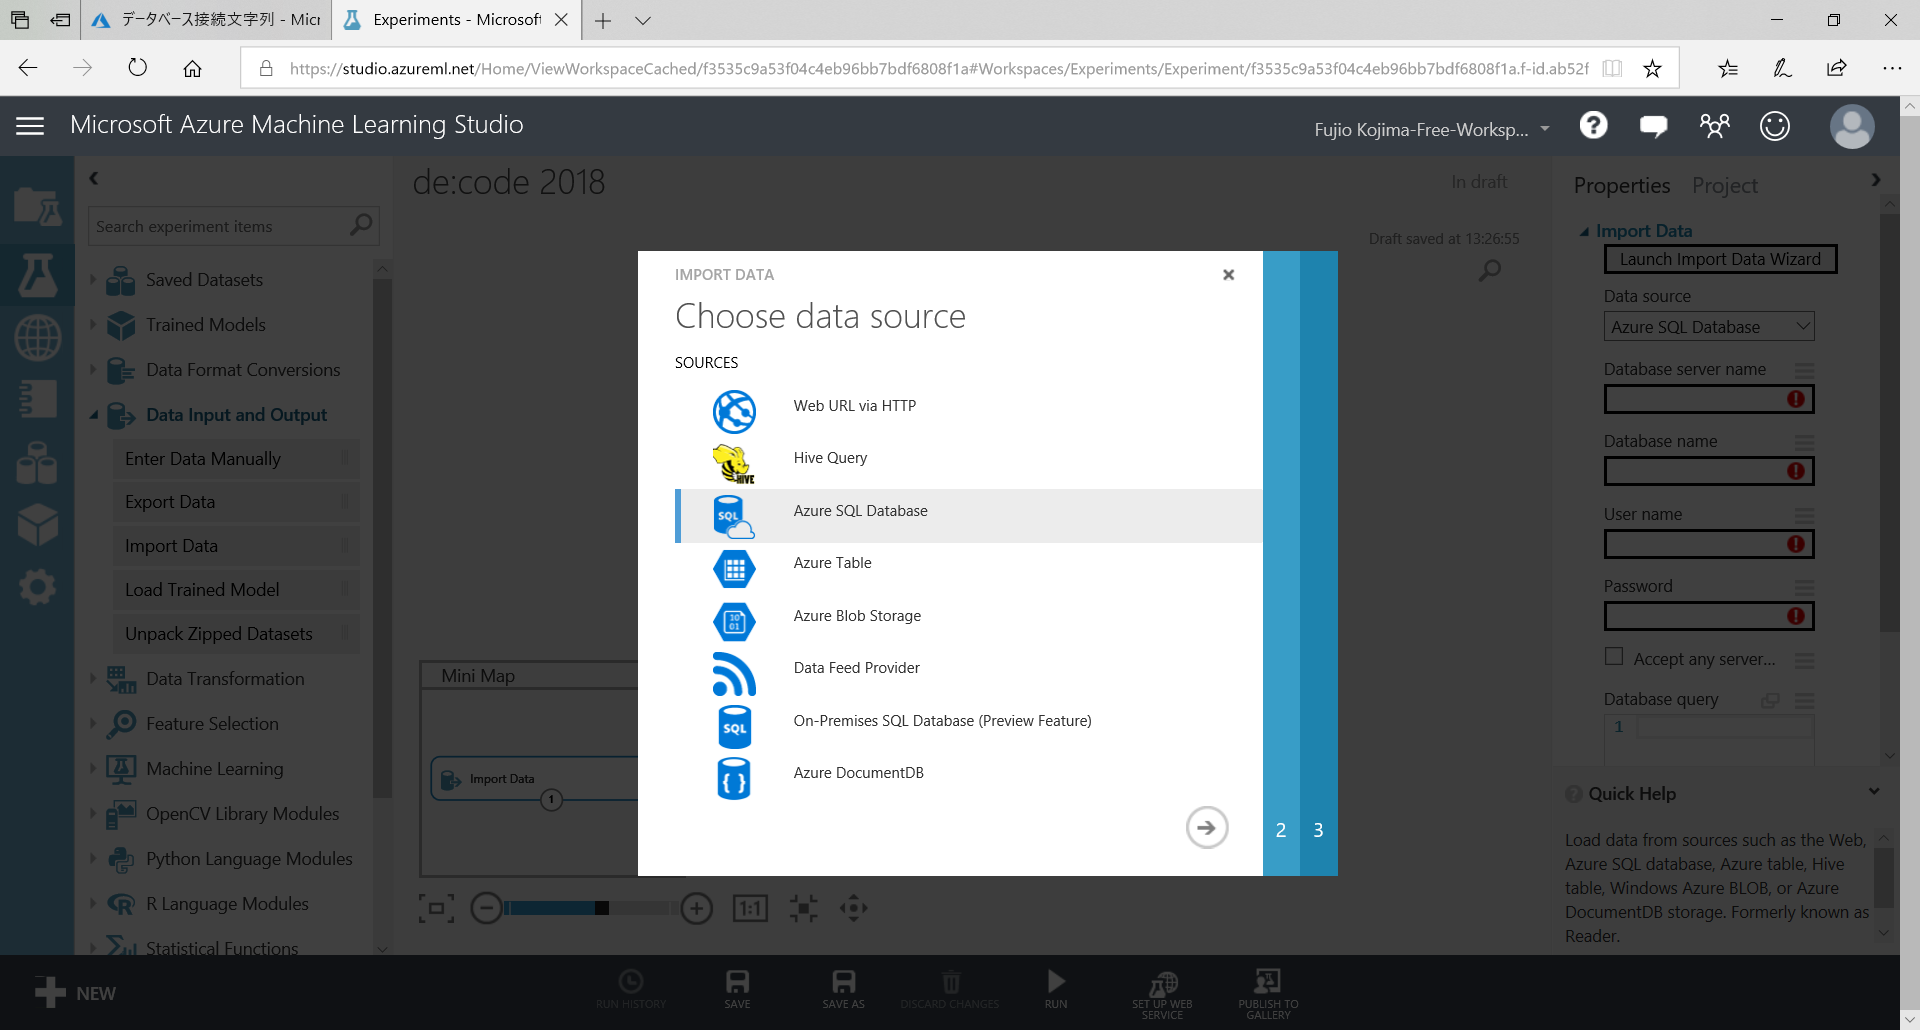 データベース接続文字列 - Micr
Experiments - Microsoft
https://studio.azureml.net/Home/ViewWorkspaceCached/f3535c9a53f04c4eb96bb7bdf6808f1a#Workspaces/Experiments/Experiment/f3535c9a53f04c4eb96bb7bdf6808f1a.f-id.ab52f
Microsoft Azure Machine Learning Studio
Fujio Kojima-Free-Worksp...
de:code 2018
In draft
Draft saved at 13:26:55
Search experiment items
Saved Datasets
Trained Models
Data Format Conversions
Data Input and Output
Enter Data Manually
Export Data
Import Data
Load Trained Model
Unpack Zipped Datasets
Data Transformation
Feature Selection
Machine Learning
OpenCV Library Modules
Python Language Modules
R Language Modules
Statistical Functions
Mini Map
Import Data
1
1:1
IMPORT DATA
Choose data source
SOURCES
Web URL via HTTP
HIVE
Hive Query
SQL
Azure SQL Database
Azure Table
10
01
Azure Blob Storage
Data Feed Provider
SQL
On-Premises SQL Database (Preview Feature)
Azure DocumentDB
2
3
Properties
Project
Import Data
Launch Import Data Wizard
Data source
Azure SQL Database
Database server name
Database name
User name
Password
Accept any server...
Database query
1
Quick Help
Load data from sources such as the Web,
Azure SQL database, Azure table, Hive
table, Windows Azure BLOB, or Azure
DocumentDB storage. Formerly known as
Reader.
NEW
RUN HISTORY
SAVE
SAVE AS
DISCARD CHANGES
RUN
SET UP WEB
SERVICE
PUBLISH TO
GALLERY